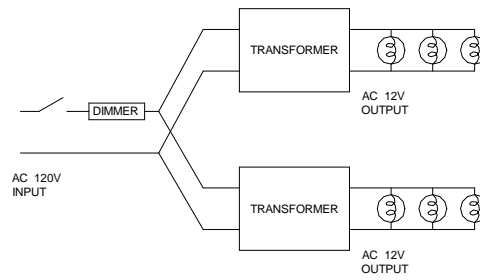 TRANSFORMER
DIMMER
AC 12V
OUTPUT
AC 120V
INPUT
TRANSFORMER
AC 12V
OUTPUT